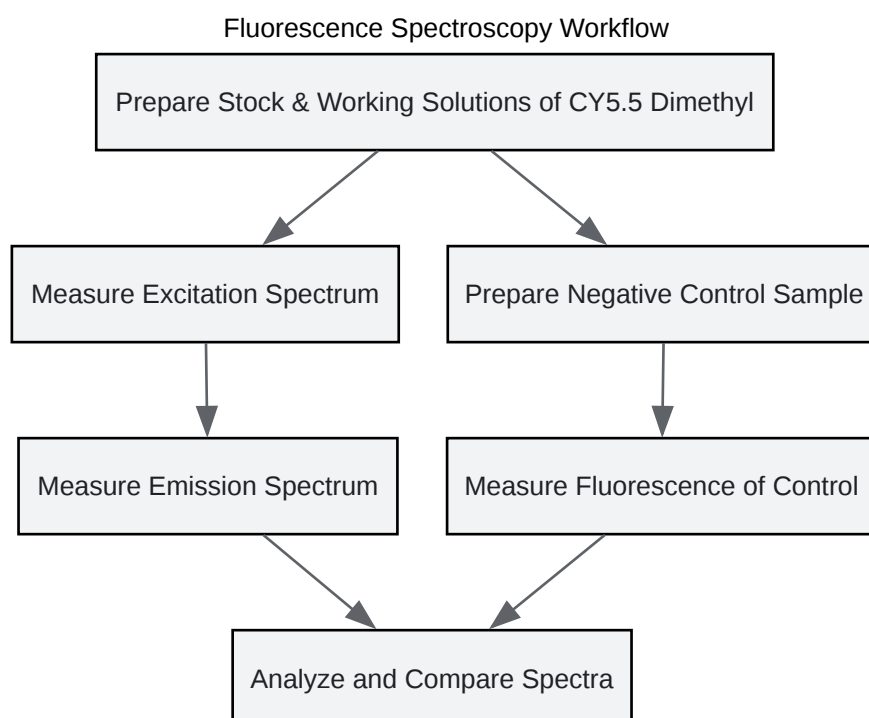 Fluorescence Spectroscopy Workflow
Prepare Stock & Working Solutions of CY5.5 Dimethyl
Measure Excitation Spectrum
Prepare Negative Control Sample
Measure Emission Spectrum
Measure Fluorescence of Control
Analyze and Compare Spectra